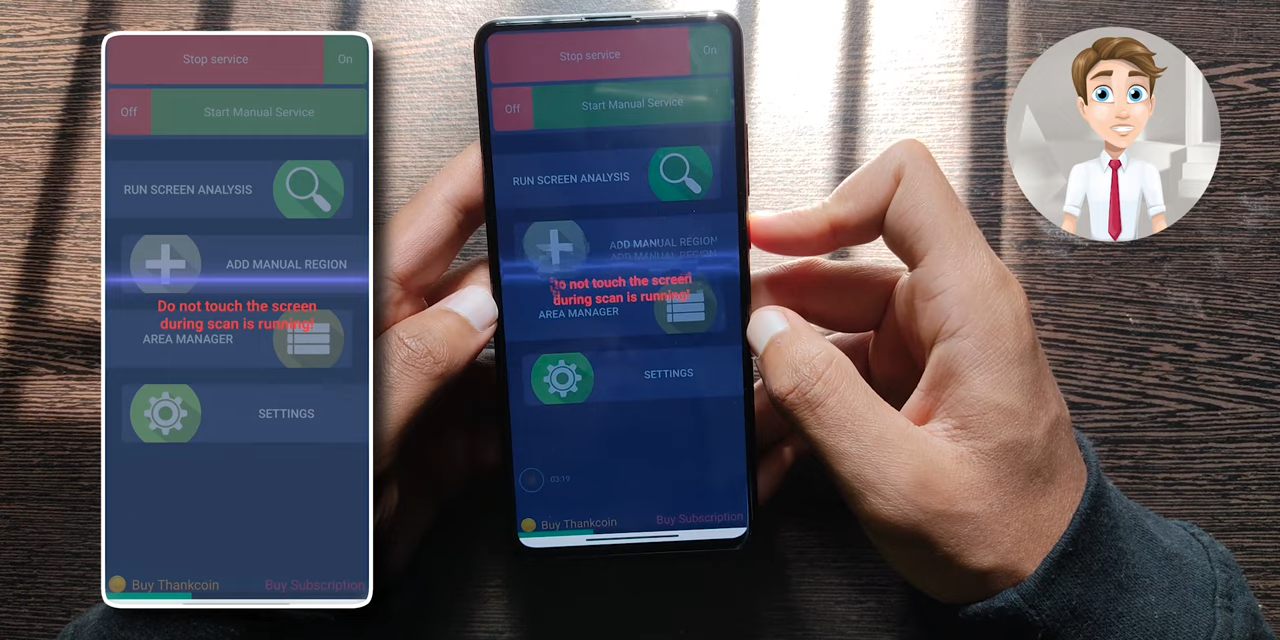 Stop service
On
Off
Start Manual Service
RUN SCREEN ANALYSIS
ADD MANUAL REGION
Do not touch the screen
during scan is running!
AREA MANAGER
SETTINGS
Buy Thankcoin
Buy Subscription
Stop service
On
Off
Start Manual Service
RUN SCREEN ANALYSIS
ADD MANUAL REGION
ADD MANUAL REGION
Do not touch the screen
during scan is running!
AREA MANAGER
SETTINGS
03:19
Buy Thankcoin
Buy Subscription